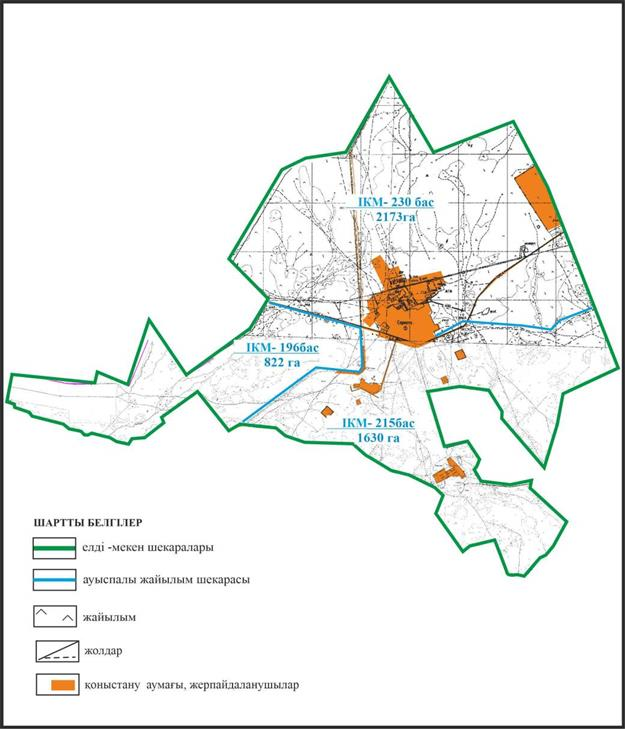 ІКМ- 230 бас
2173га
ІКМ- 196бас
822 га
ІКМ- 215бас
1630 га
ШАРТТЫ БЕЛГІЛЕР
елді -мекен шекаралары
ауыспалы жайылым шекарасы
жайылым
жолдар
қоныстану аумағы, жерпайдаланушылар